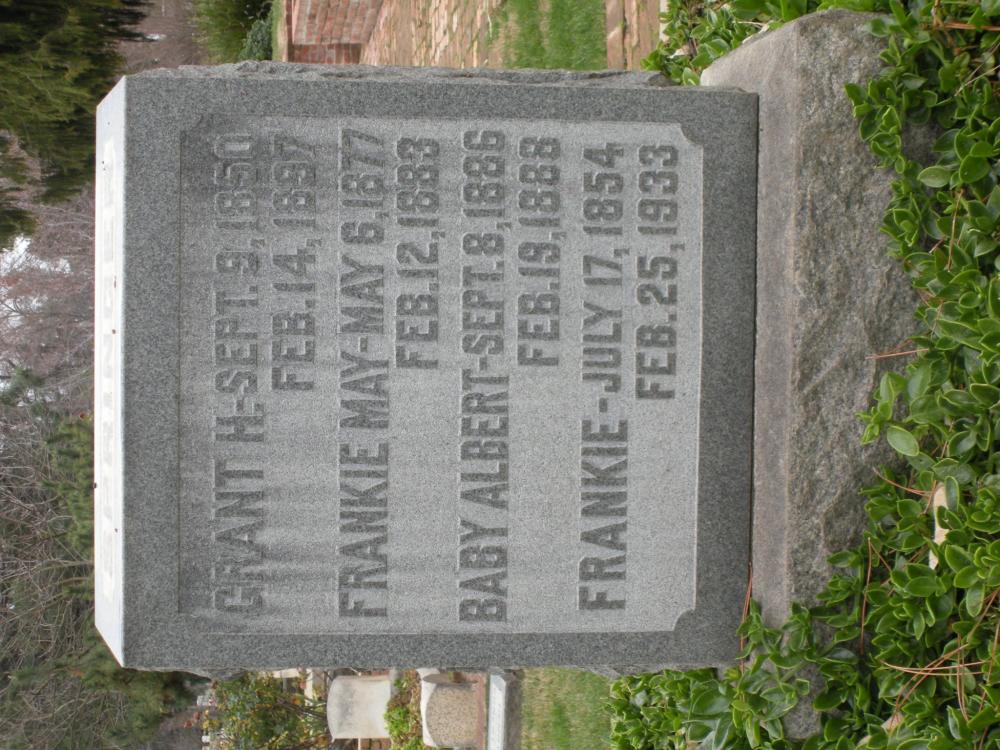 GRANT H.-SEPT. 9, 1850
FEB. 14, 1897
FRANKIE MAY-MAY 6, 1877
FEB. 12, 1883
BABY ALBERT-SEPT. 8, 1886
FEB. 19, 1888
FRANKIE-JULY 17, 1854
FEB. 25, 1933